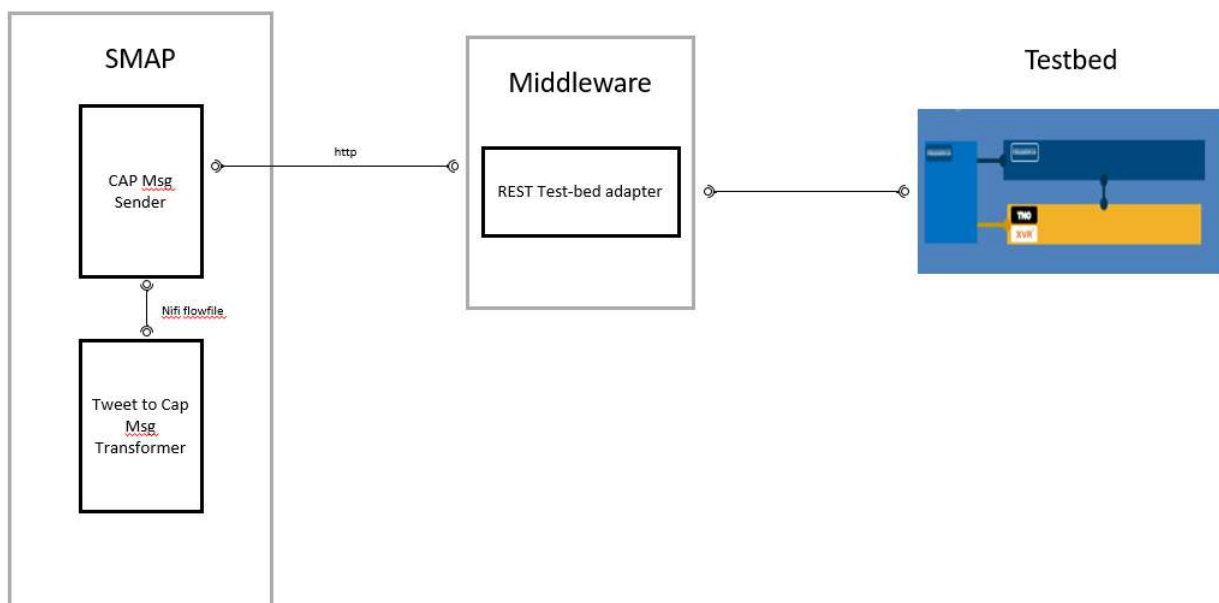 SMAP
CAP Msg
Sender
Nifi flowfile
Tweet to Cap
Msg
Transformer
http
Middleware
REST Test-bed adapter
Testbed
TNO
XVR